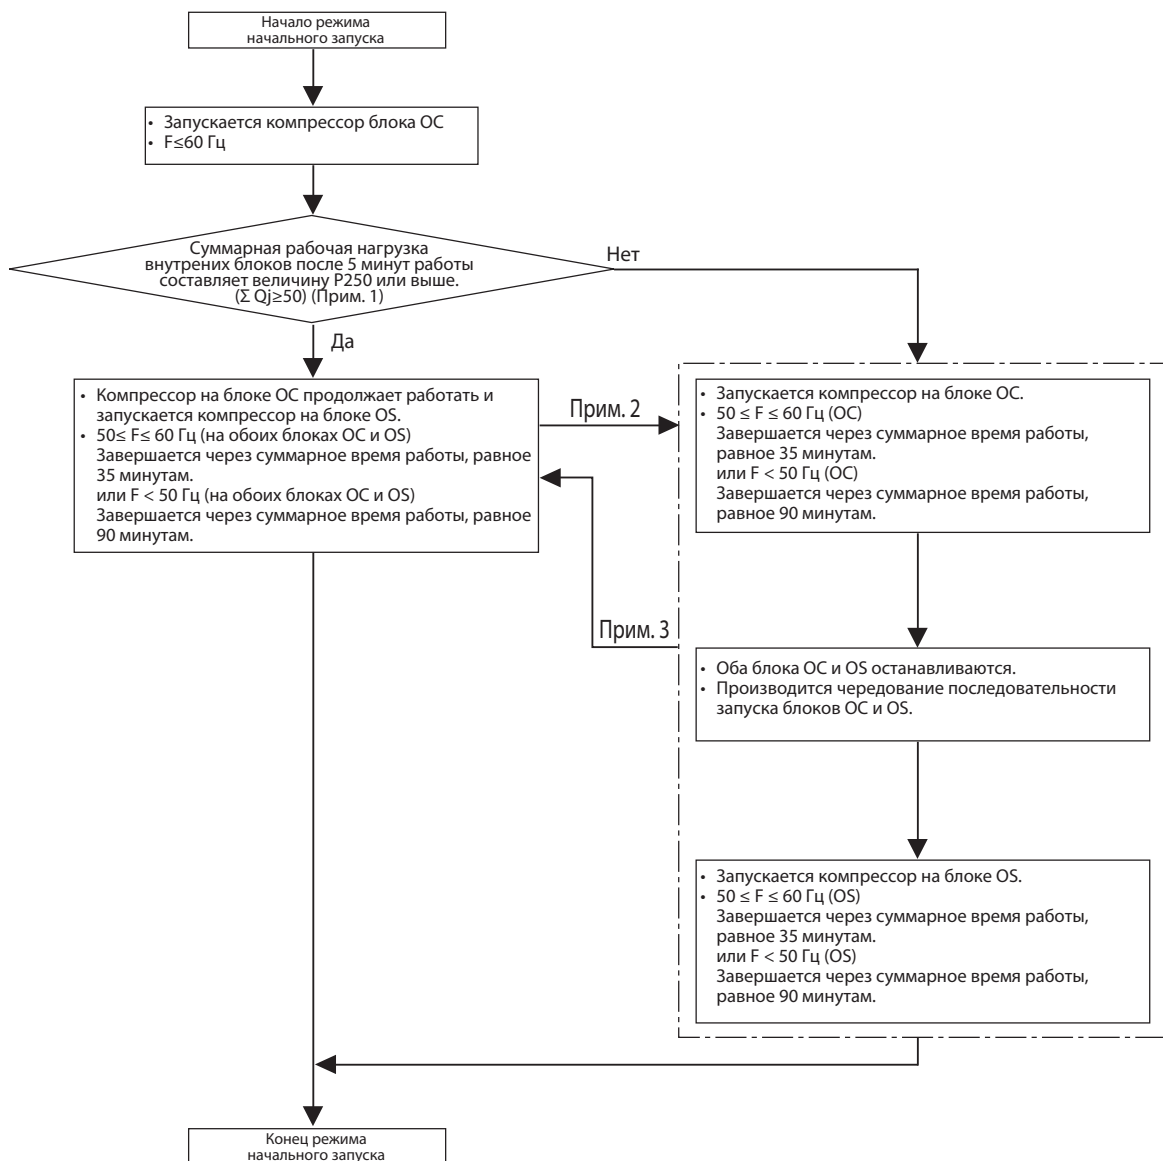 Начало режима
начального запуска
• Запускается компрессор блока OC
• F≤60 Гц
Суммарная рабочая нагрузка
внутрених блоков после 5 минут работы
составляет величину P250 или выше.
(Σ Qj≥50) (Прим. 1)
Нет
Да
• Компрессор на блоке OC продолжает работать и
запускается компрессор на блоке OS.
• 50≤ F≤ 60 Гц (на обоих блоках OC и OS)
Завершается через суммарное время работы, равное
35 минутам.
или F < 50 Гц (на обоих блоках OC и OS)
Завершается через суммарное время работы, равное
90 минутам.
Прим. 2
Прим. 3
• Запускается компрессор на блоке OC.
• 50 ≤ F ≤ 60 Гц (OC)
Завершается через суммарное время работы,
равное 35 минутам.
или F < 50 Гц (OC)
Завершается через суммарное время работы,
равное 90 минутам.
• Оба блока OC и OS останавливаются.
• Производится чередование последовательности
запуска блоков OC и OS.
• Запускается компрессор на блоке OS.
• 50 ≤ F ≤ 60 Гц (OS)
Завершается через суммарное время работы,
равное 35 минутам.
или F < 50 Гц (OS)
Завершается через суммарное время работы,
равное 90 минутам.
Конец режима
начального запуска